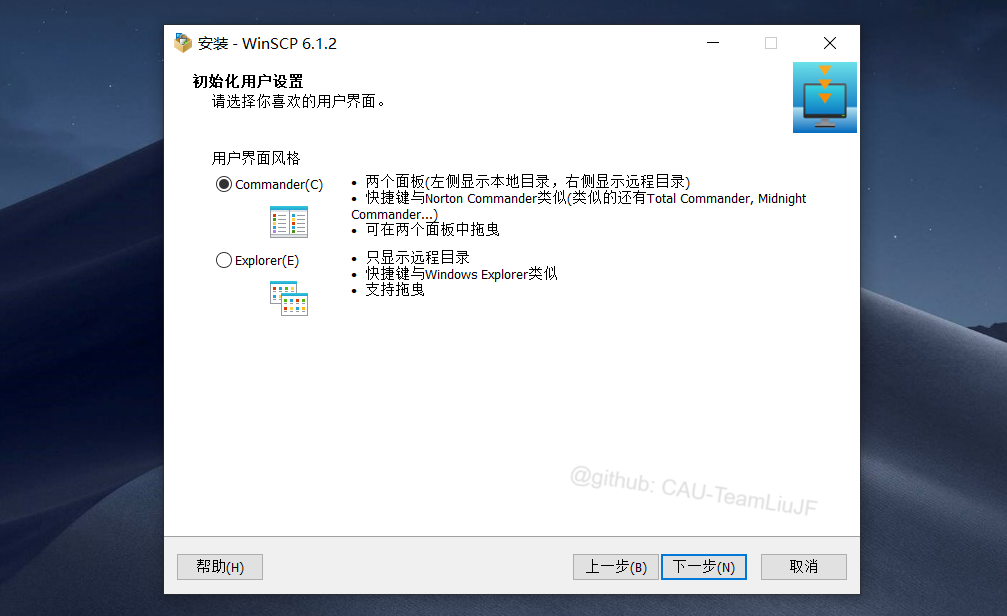 安装 - WinSCP 6.1.2
初始化用户设置
请选择你喜欢的用户界面。
用户界面风格
Commander(C)
• 两个面板(左侧显示本地目录，右侧显示远程目录)
• 快捷键与Norton Commander类似(类似的还有Total Commander, Midnight
Commander...)
• 可在两个面板中拖曳
Explorer(E)
• 只显示远程目录
• 快捷键与Windows Explorer类似
• 支持拖曳
@github: CAU-TeamLiuJF
帮助(H)
上一步(B)
下一步(N)
取消